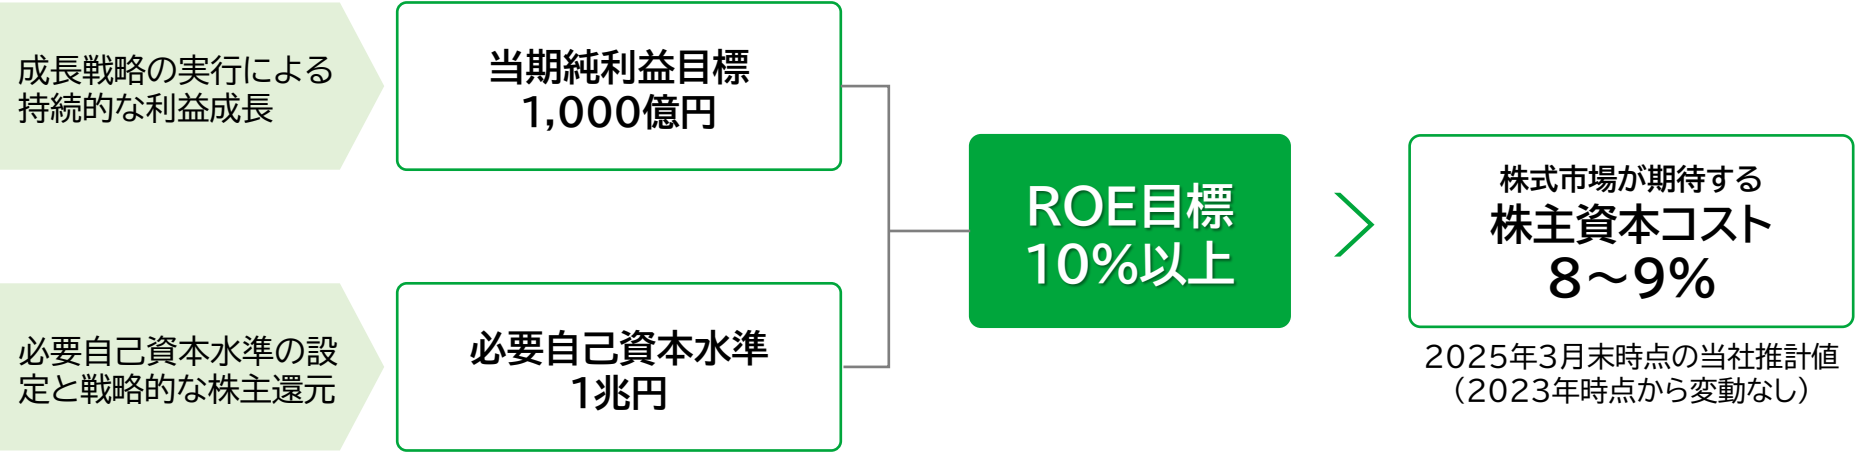 成長戦略の実行による
持続的な利益成長
当期純利益目標
1,000億円
必要自己資本水準の設
定と戦略的な株主還元
必要自己資本水準
1兆円
ROE目標
10%以上
株式市場が期待する
株主資本コスト
8～9%
2025年3月末時点の当社推計値
（2023年時点から変動なし）